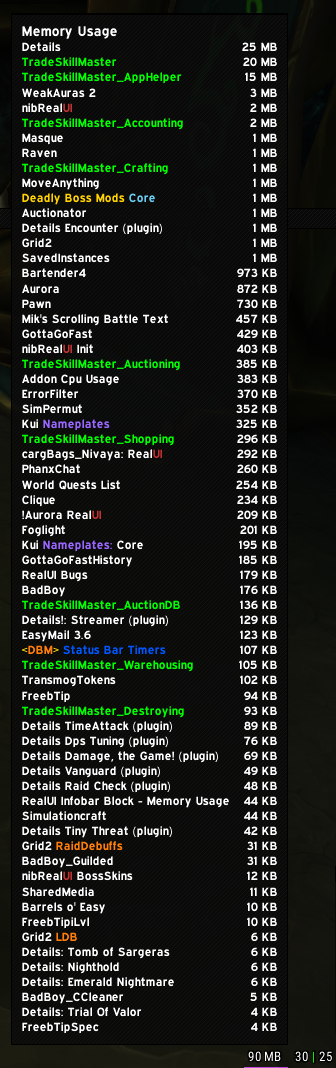 Memory Usage
Details 25 MB
TradeSkillMaster 20 MB
TradeSkillMaster_AppHelper 15 MB
WeakAuras 2 3 MB
nibRealUI 2 MB
TradeSkillMaster_Accounting 2 MB
Masque 1 MB
Raven 1 MB
TradeSkillMaster_Crafting 1 MB
MoveAnything 1 MB
Deadly Boss Mods Core 1 MB
Auctionator 1 MB
Details Encounter (plugin) 1 MB
Grid2 1 MB
SavedInstances 1 MB
Bartender4 973 KB
Aurora 872 KB
Pawn 730 KB
Mik's Scrolling Battle Text 457 KB
GottaGoFast 429 KB
nibRealUI Init 403 KB
TradeSkillMaster_Auctioning 385 KB
Addon Cpu Usage 383 KB
ErrorFilter 370 KB
SimPermut 352 KB
Kui Nameplates 325 KB
TradeSkillMaster_Shopping 296 KB
cargBags_Nivaya: RealUI 292 KB
PhanxChat 260 KB
World Quests List 254 KB
Clique 234 KB
!Aurora RealUI 209 KB
Foglight 201 KB
Kui Nameplates: Core 195 KB
GottaGoFastHistory 185 KB
RealUI Bugs 179 KB
BadBoy 176 KB
TradeSkillMaster_AuctionDB 136 KB
Details!: Streamer (plugin) 129 KB
EasyMail 3.6 123 KB
<DBM> Status Bar Timers 107 KB
TradeSkillMaster_Warehousing 105 KB
TransmogTokens 102 KB
FreebTip 94 KB
TradeSkillMaster_Destroying 93 KB
Details TimeAttack (plugin) 89 KB
Details Dps Tuning (plugin) 76 KB
Details Damage, the Game! (plugin) 69 KB
Details Vanguard (plugin) 49 KB
Details Raid Check (plugin) 48 KB
RealUI Infobar Block - Memory Usage 44 KB
Simulationcraft 44 KB
Details Tiny Threat (plugin) 42 KB
Grid2 RaidDebuffs 31 KB
BadBoy_Guilded 31 KB
nibRealUI BossSkins 12 KB
SharedMedia 11 KB
Barrels o' Easy 10 KB
FreebTipiLvl 10 KB
Grid2 LDB 6 KB
Details: Tomb of Sargeras 6 KB
Details: Nighthold 6 KB
Details: Emerald Nightmare 6 KB
BadBoy_CCleaner 5 KB
Details: Trial Of Valor 4 KB
FreebTipSpec 4 KB
90 MB 30 | 25